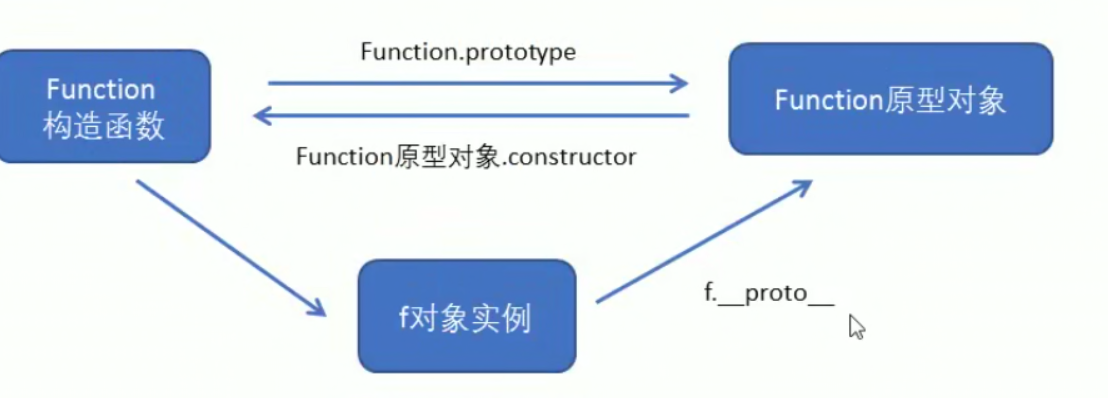 Function.prototype
Function
构造函数
Function原型对象
Function原型对象.constructor
f对象实例
f.__proto__